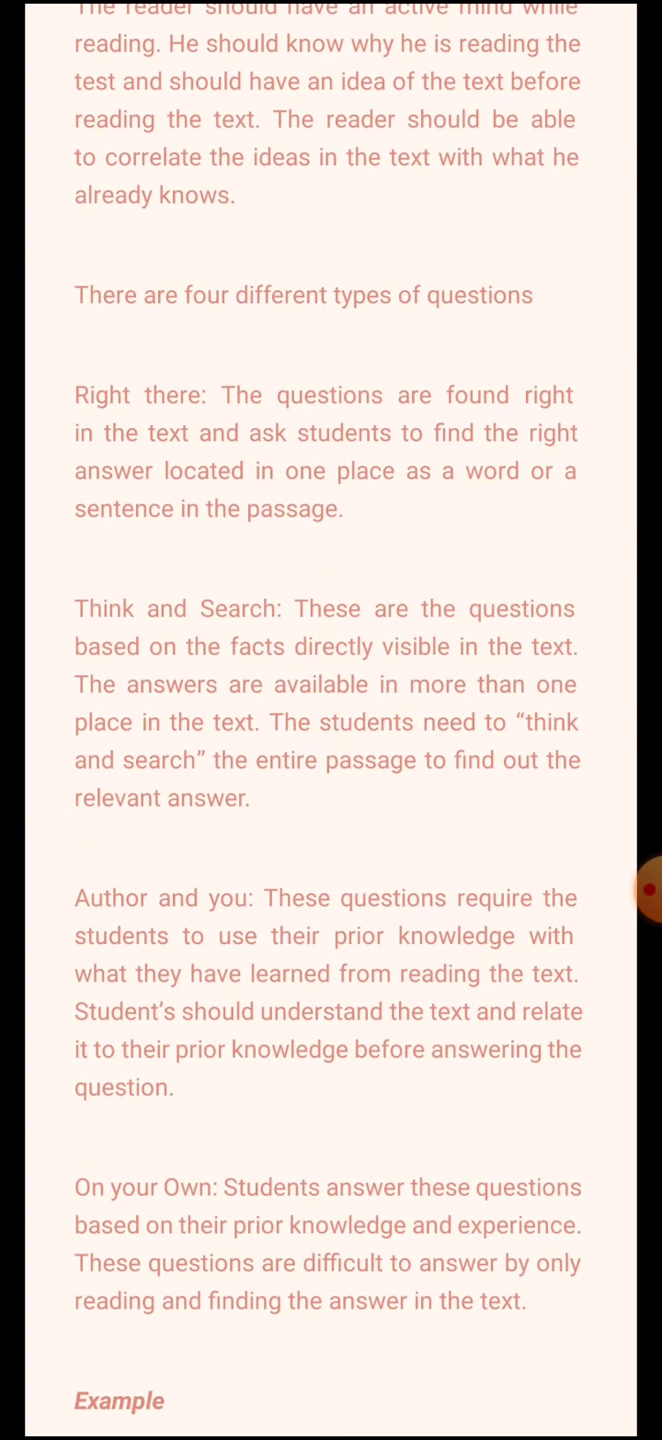 The reader should have an active mind while
reading. He should know why he is reading the
test and should have an idea of the text before
reading the text. The reader should be able
to correlate the ideas in the text with what he
already knows.
There are four different types of questions
Right there: The questions are found right
in the text and ask students to find the right
answer located in one place as a word or a
sentence in the passage.
Think and Search: These are the questions
based on the facts directly visible in the text.
The answers are available in more than one
place in the text. The students need to “think
and search” the entire passage to find out the
relevant answer.
Author and you: These questions require the
students to use their prior knowledge with
what they have learned from reading the text.
Student’s should understand the text and relate
it to their prior knowledge before answering the
question.
On your Own: Students answer these questions
based on their prior knowledge and experience.
These questions are difficult to answer by only
reading and finding the answer in the text.
Example